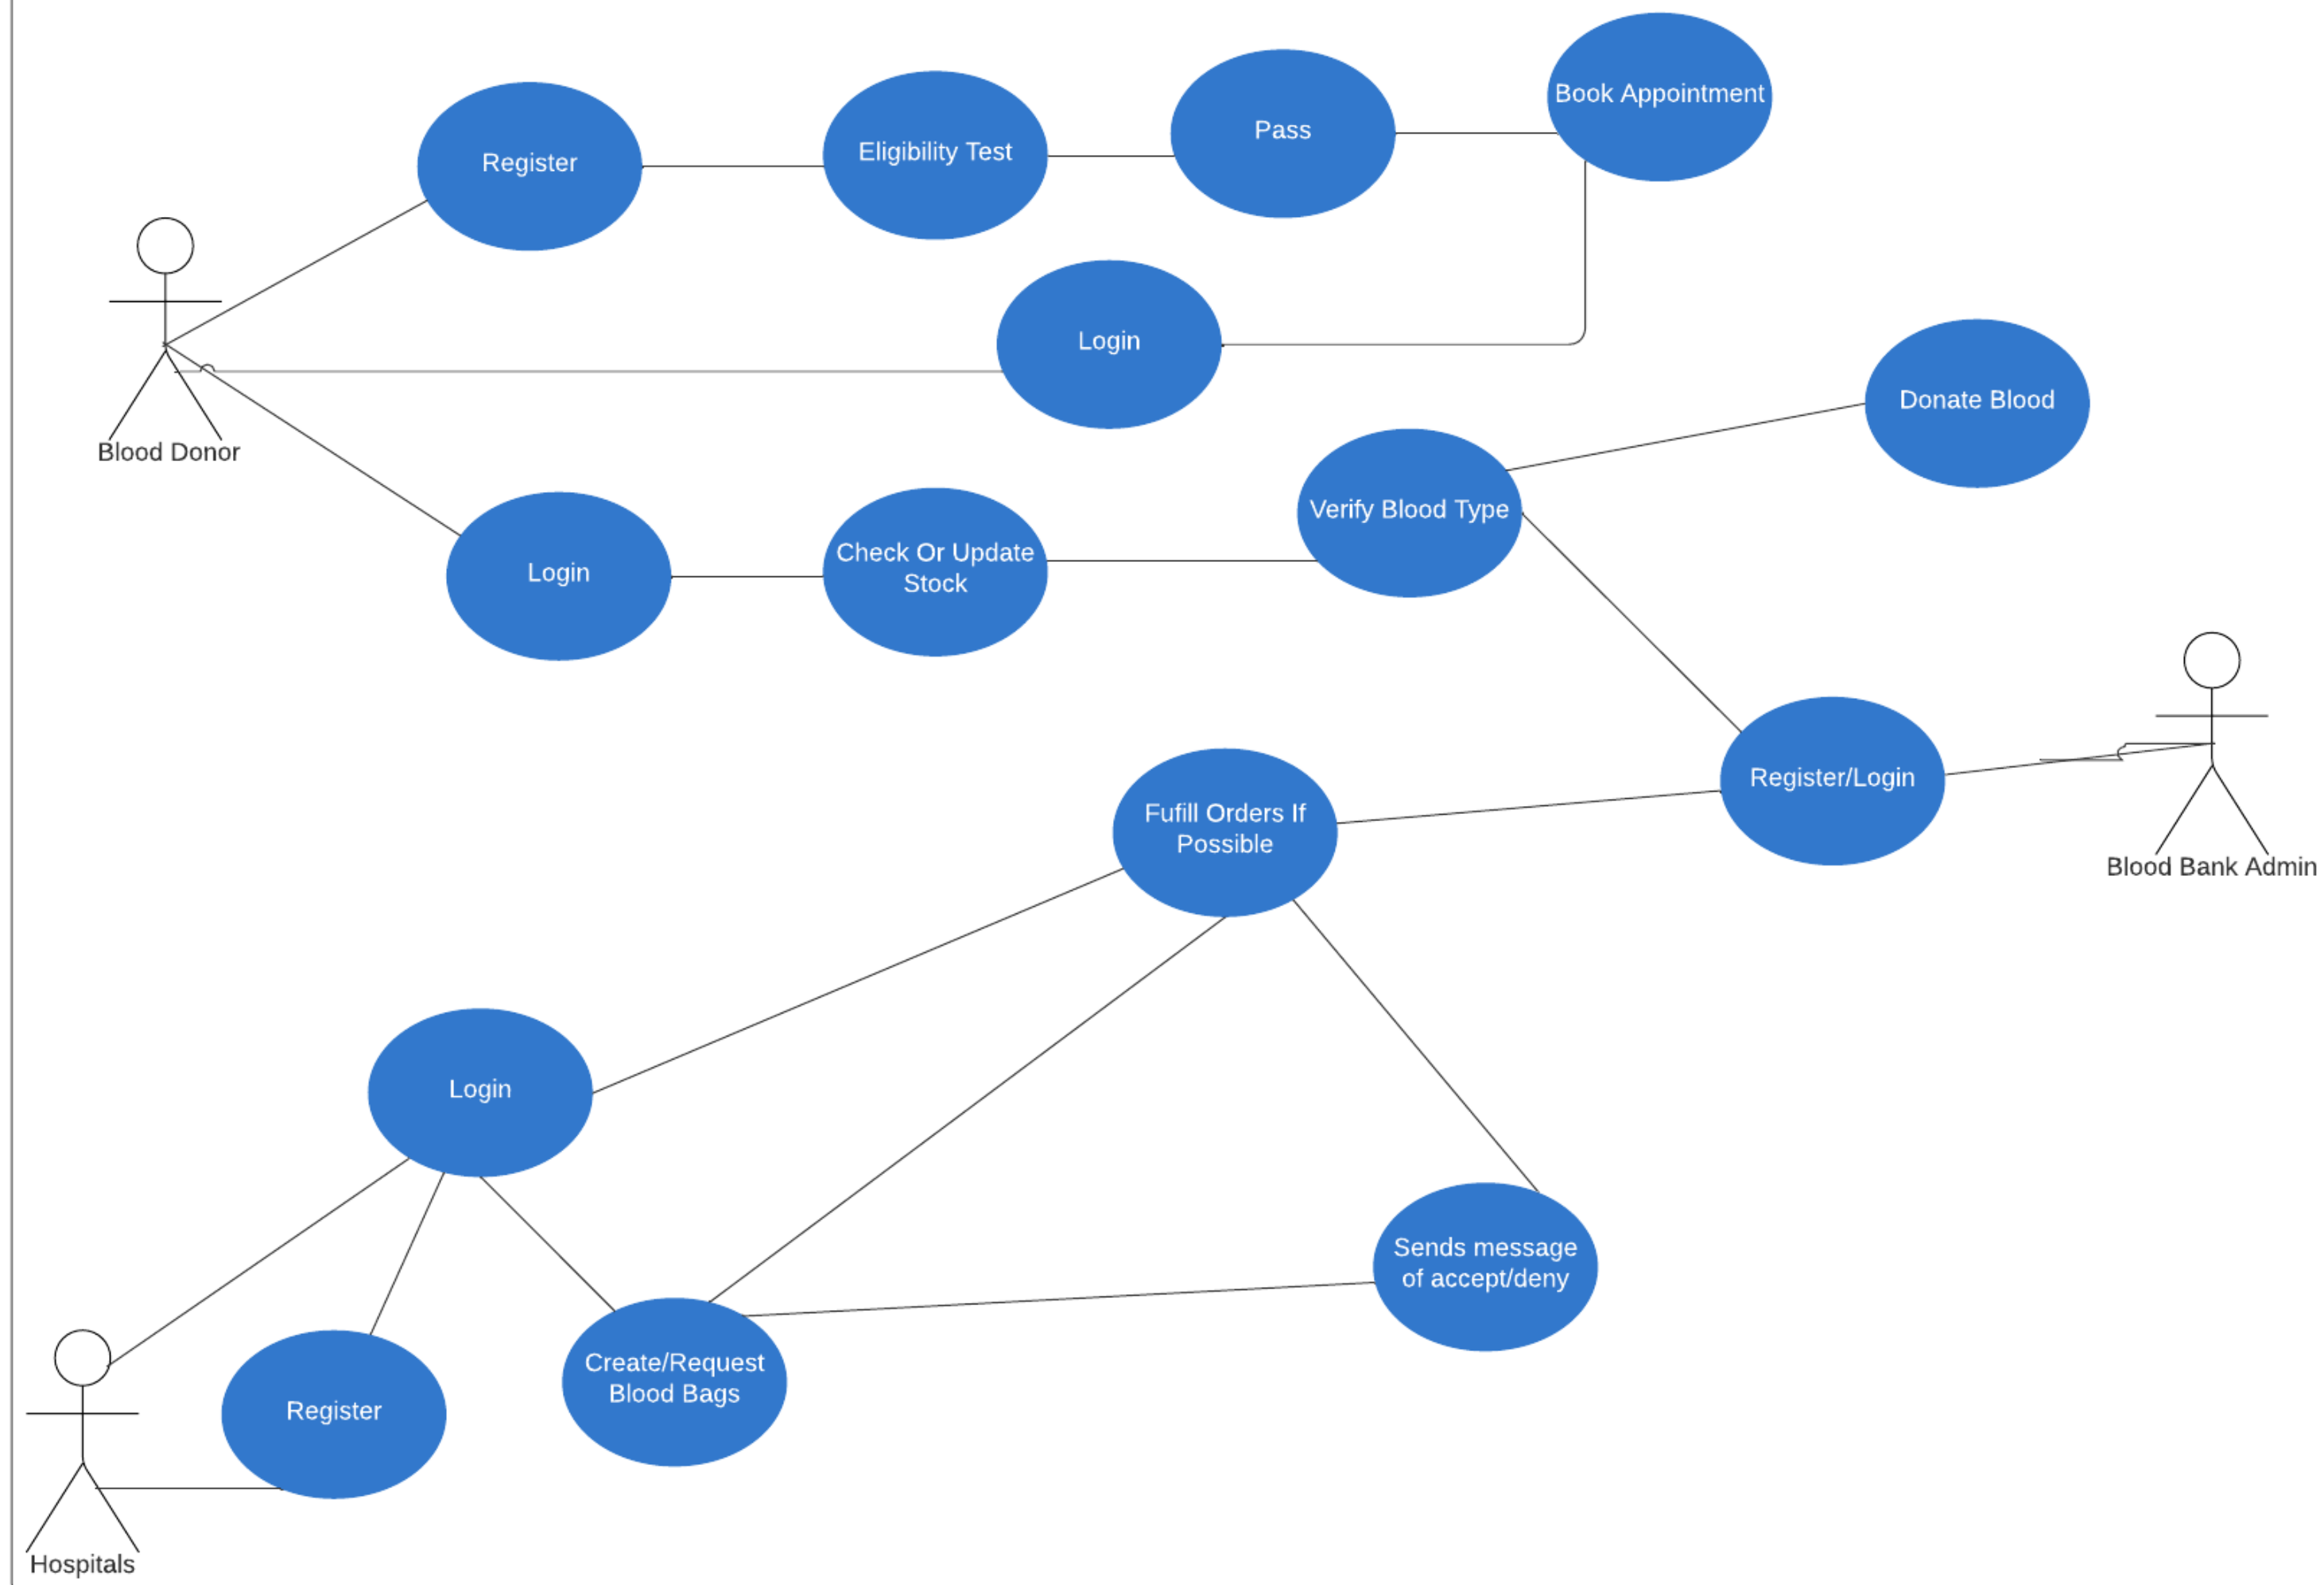 Book Appointment
Pass
Eligibility Test
Register
Login
Donate Blood
Blood Donor
Verify Blood Type
Check Or Update
Stock
Login
Register/Login
Fufill Orders If
Possible
Blood Bank Admin
Login
Sends message
of accept/deny
Create/Request
Blood Bags
Register
Hospitals